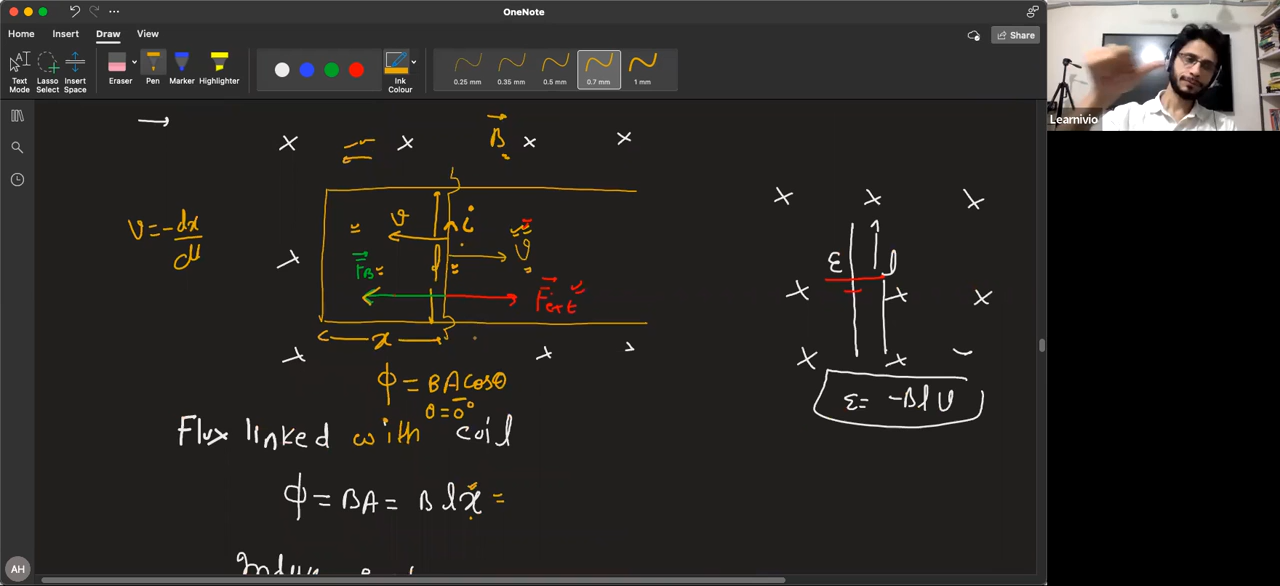 OneNote
Home Insert Draw View
Share
Text Mode
Lasso Select
Insert Space
Eraser
Pen
Marker
Highlighter
Ink Colour
0.25 mm
0.35 mm
0.5 mm
0.7 mm
1 mm
Learnivio
B
V = -dx/dt
v
i
l
v
F_B
F_ext
x
ε
l
ε = -Blv
φ = BA cosθ
θ = 0°
Flux linked with coil
φ = BA = Blx =
AH